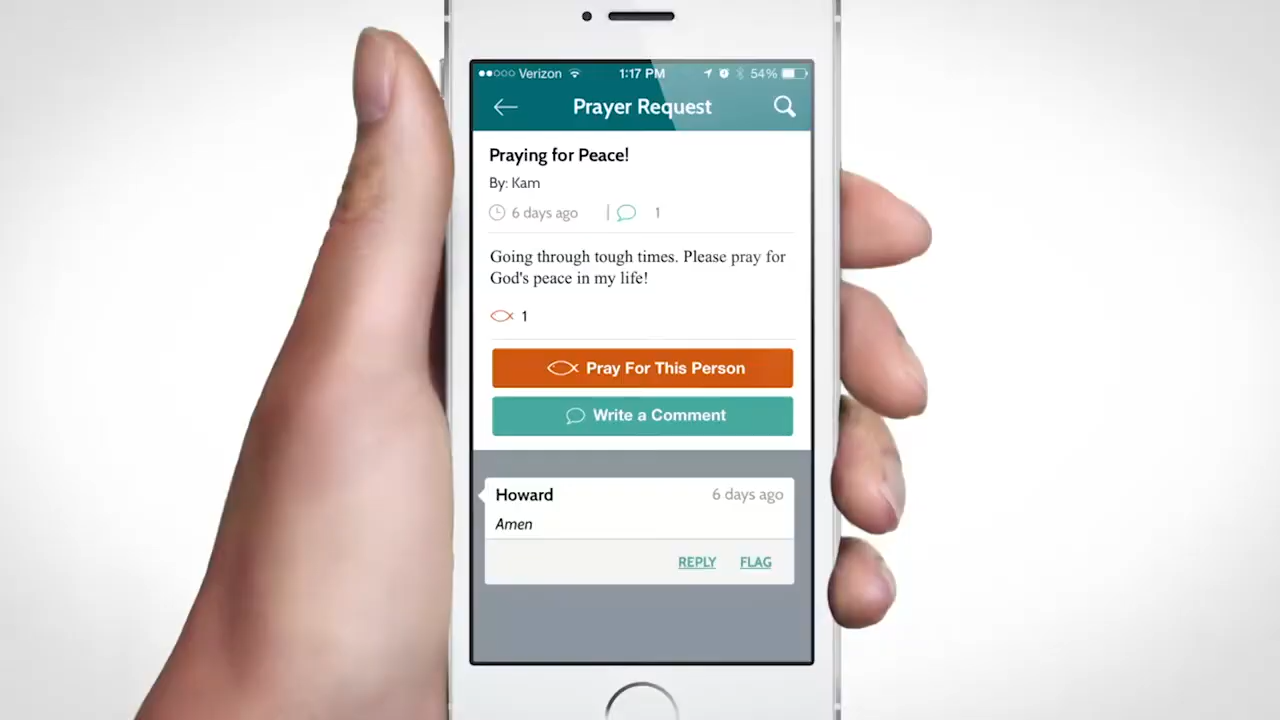 Verizon 1:17 PM 54%
Prayer Request
Praying for Peace!
By: Kam
6 days ago | 1
Going through tough times. Please pray for
God's peace in my life!
1
Pray For This Person
Write a Comment
Howard 6 days ago
Amen
REPLY FLAG